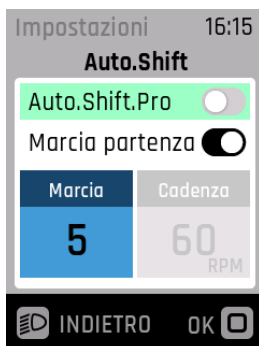 Impostazioni 16:15
Auto.Shift
Auto.Shift.Pro
Marcia partenza
Marcia Cadenza
5 60
RPM
INDIETRO OK